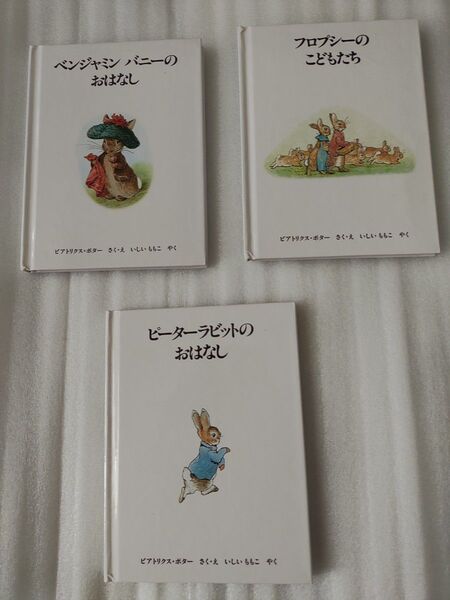 ベンジャミン バニーの
おはなし
ビアトリクス・ポター さく・え いしい ももこ やく
フロプシーの
こどもたち
ビアトリクス・ポター さく・え いしい ももこ やく
ピーターラビットの
おはなし
ビアトリクス・ポター さく・え いしい ももこ やく